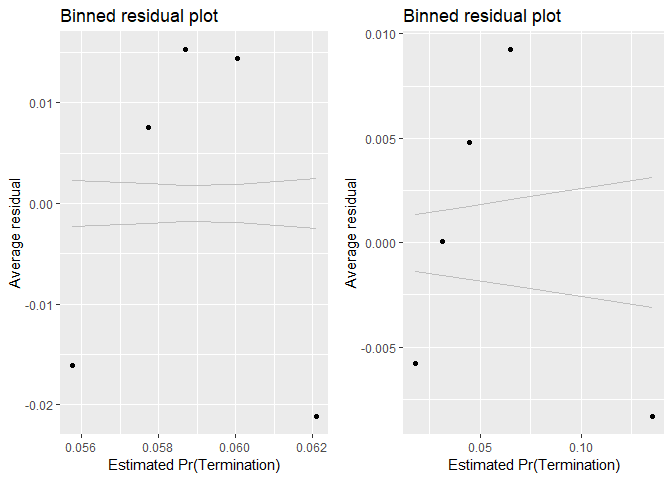 Binned residual plot
Average residual
0.01
0.00
-0.01
-0.02
0.056
0.058
0.060
0.062
Estimated Pr(Termination)
Binned residual plot
Average residual
0.010
0.005
0.000
-0.005
0.05
0.10
Estimated Pr(Termination)